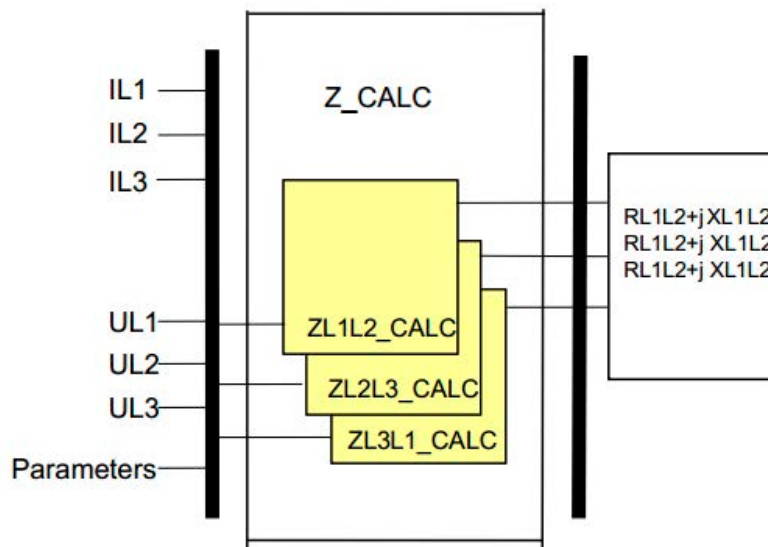 IL1
IL2
IL3
UL1
UL2
UL3
Parameters
Z_CALC
ZL1L2_CALC
ZL2L3_CALC
ZL3L1_CALC
RL1L2+j XL1L2
RL1L2+j XL1L2
RL1L2+j XL1L2